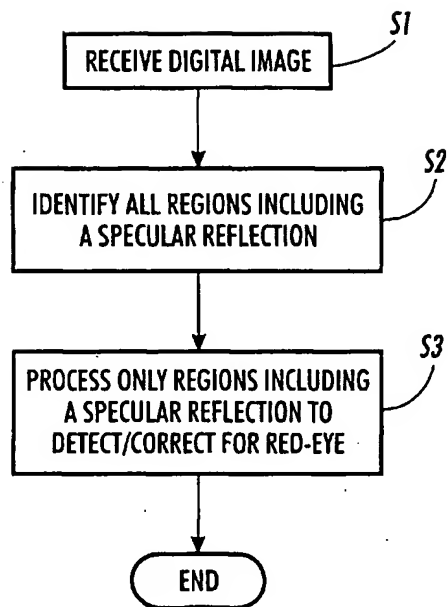 S1
RECEIVE DIGITAL IMAGE
S2
IDENTIFY ALL REGIONS INCLUDING
A SPECULAR REFLECTION
S3
PROCESS ONLY REGIONS INCLUDING
A SPECULAR REFLECTION TO
DETECT/CORRECT FOR RED-EYE
END